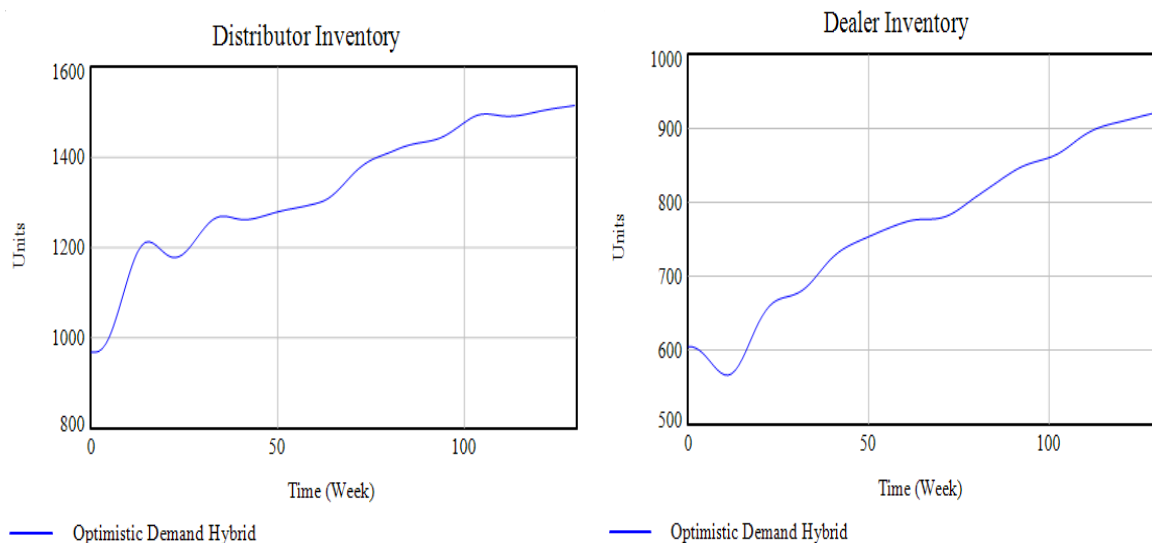 Distributor Inventory
1600
1400
1200
1000
800
Units
0
50
100
Time (Week)
Optimistic Demand Hybrid
Dealer Inventory
1000
900
800
700
600
500
Units
0
50
100
Time (Week)
Optimistic Demand Hybrid